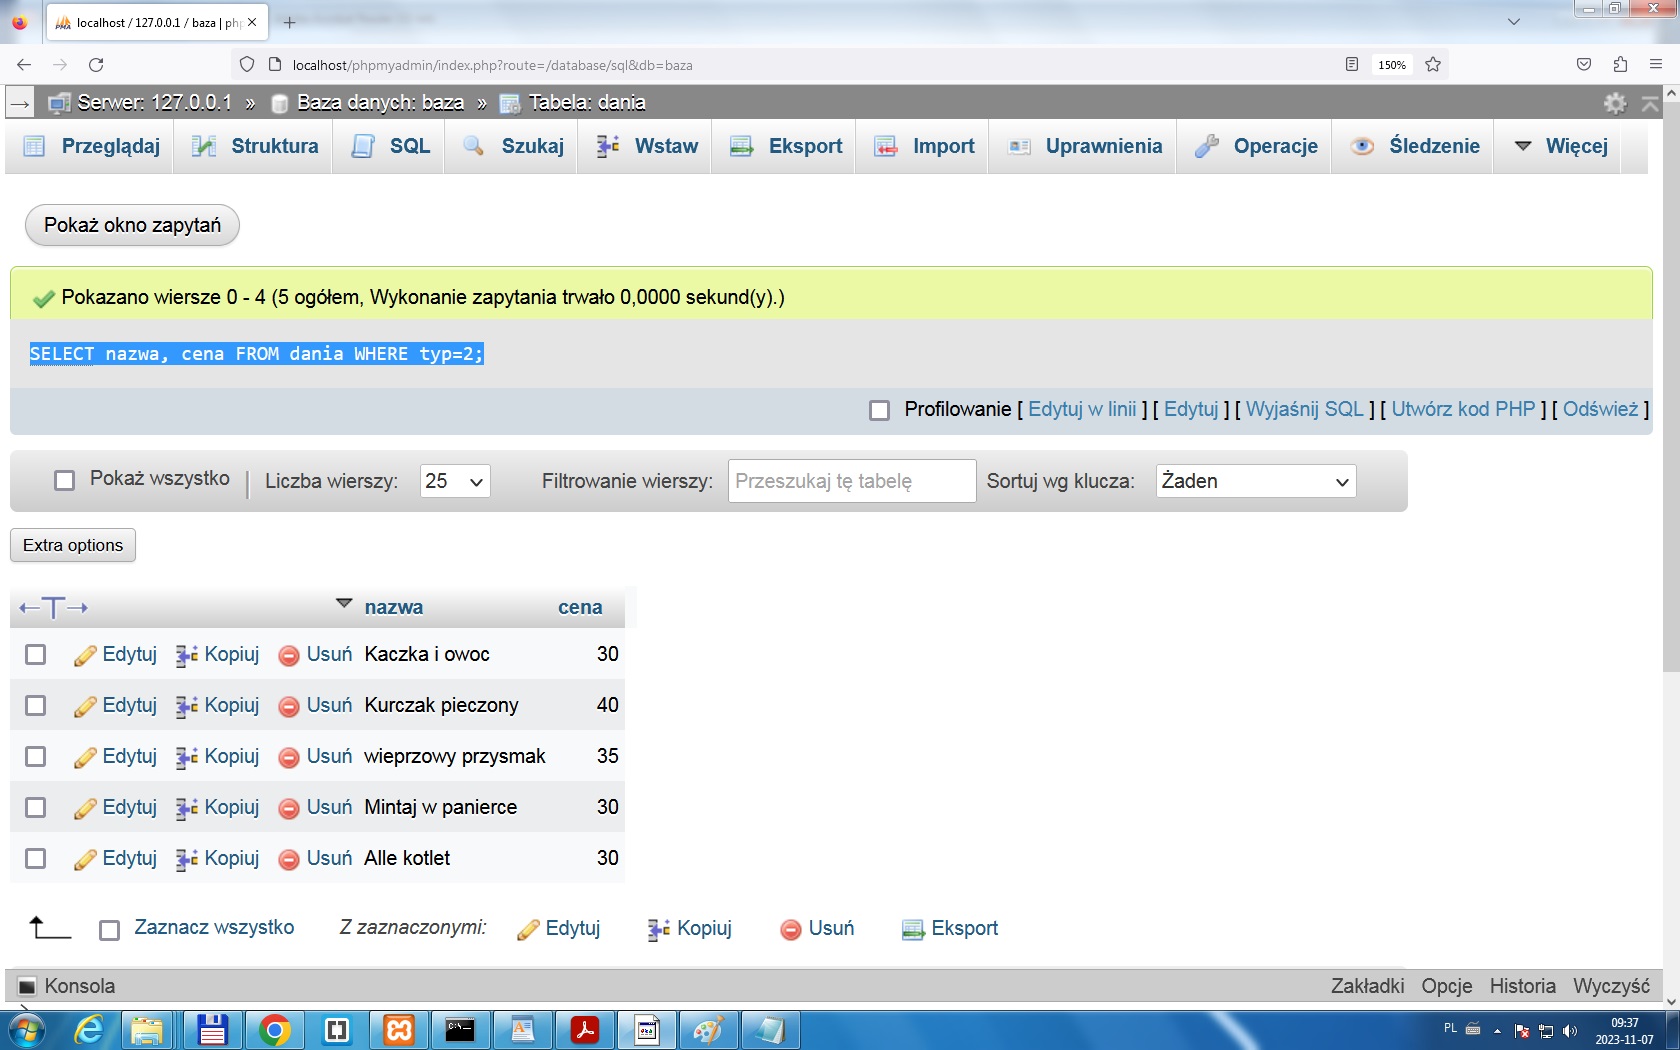 localhost / 127.0.0.1 / baza | ph
localhost/phpmyadmin/index.php?route=/database/sql&db=baza
150%
Serwer: 127.0.0.1 » Baza danych: baza » Tabela: dania
Przeglądaj Struktura SQL Szukaj Wstaw Eksport Import Uprawnienia Operacje Śledzenie Więcej
Pokaż okno zapytań
Pokazano wiersze 0 - 4 (5 ogółem, Wykonanie zapytania trwało 0,0000 sekund(y).)
SELECT nazwa, cena FROM dania WHERE typ=2;
Profilowanie [ Edytuj w linii ] [ Edytuj ] [ Wyjaśnij SQL ] [ Utwórz kod PHP ] [ Odśwież ]
Pokaż wszystko | Liczba wierszy: 25 Filtrowanie wierszy: Przeszukaj tę tabelę Sortuj wg klucza: Żaden
Extra options
←T→ nazwa cena
Edytuj Kopiuj Usuń Kaczka i owoc 30
Edytuj Kopiuj Usuń Kurczak pieczony 40
Edytuj Kopiuj Usuń wieprzowy przysmak 35
Edytuj Kopiuj Usuń Mintaj w panierce 30
Edytuj Kopiuj Usuń Alle kotlet 30
Zaznacz wszystko Z zaznaczonymi: Edytuj Kopiuj Usuń Eksport
Konsola Zakładki Opcje Historia Wyczyść
PL 09:37
2023-11-07